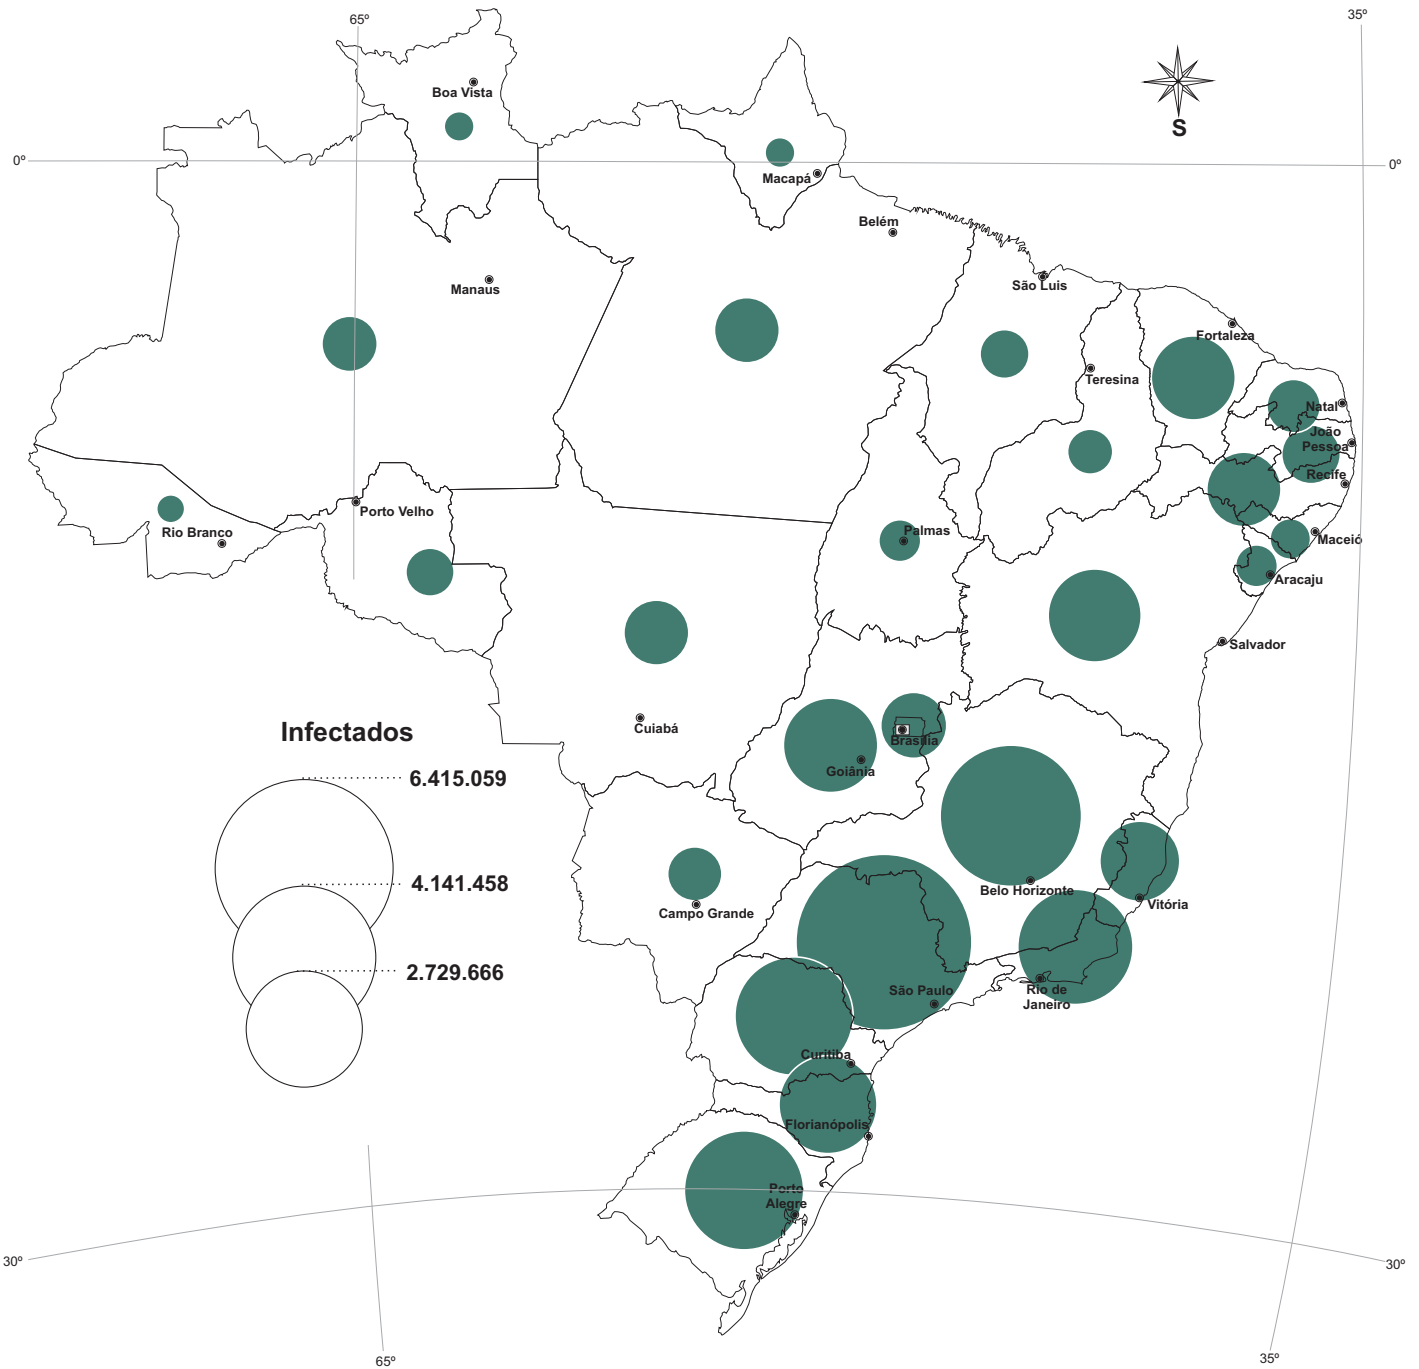 65º
35º
Boa Vista
S
0º
0º
Macapá
Belém
Manaus
São Luis
Fortaleza
Teresina
Natal
João
Pessoa
Recife
Porto Velho
Rio Branco
Palmas
Maceió
Aracaju
Salvador
Infectados
Cuiabá
Brasília
Goiânia
6.415.059
4.141.458
2.729.666
Belo Horizonte
Campo Grande
Vitória
São Paulo
Rio de
Janeiro
Curitiba
Florianópolis
Porto
Alegre
30º
30º
65º
35º